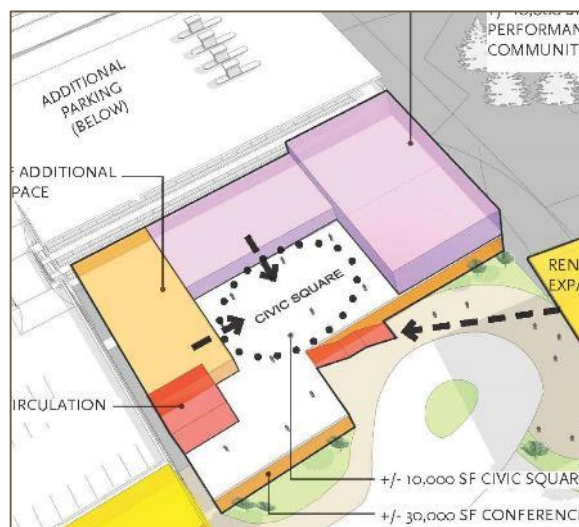 PERFORMAN
COMMUNIT
ADDITIONAL
PARKING
(BELOW)
ADDITIONAL
PACE
CIVIC SQUARE
REN
EXPA
IRCULATION
+/- 10,000 SF CIVIC SQUAR
+/- 30,000 SF CONFERENC